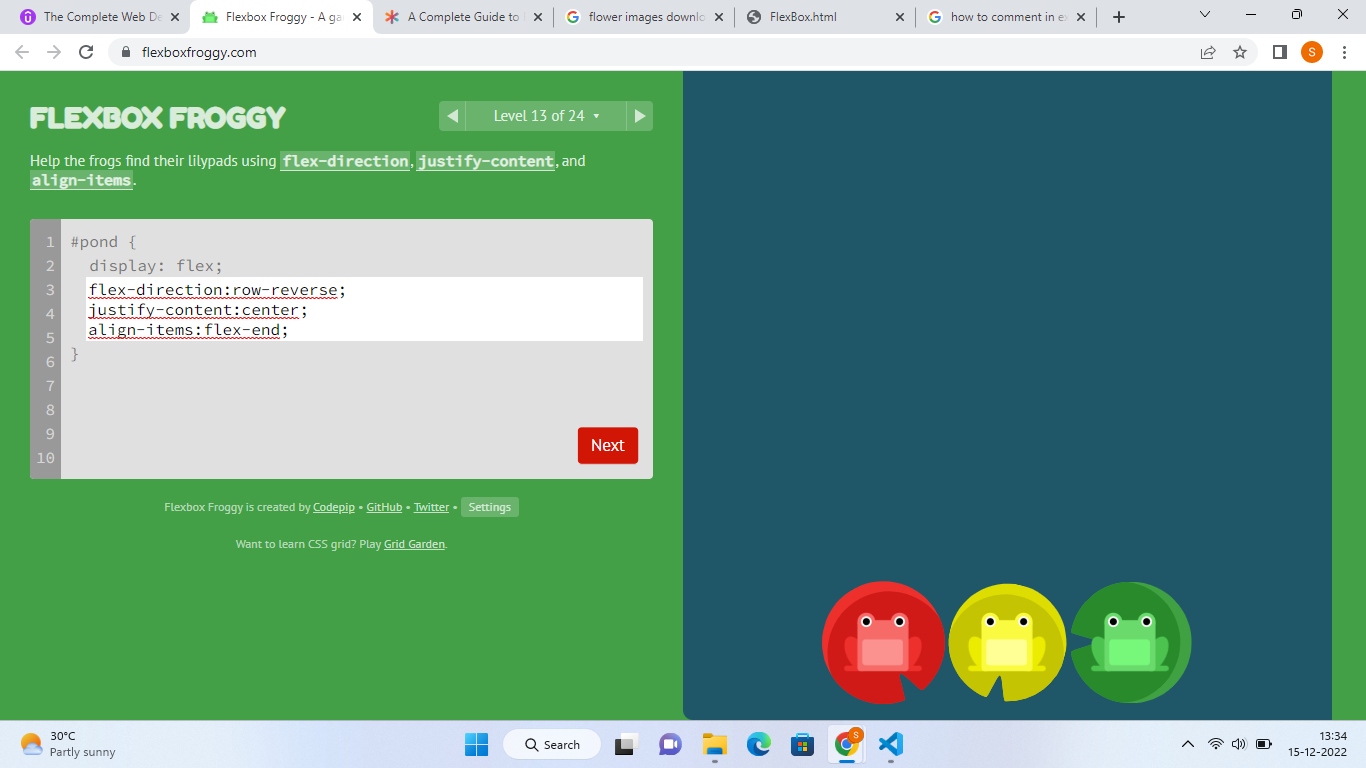 The Complete Web De
Flexbox Froggy - A ga
A Complete Guide to
flower images downlo
FlexBox.html
how to comment in ex
flexboxfroggy.com
S
FLEXBOX FROGGY
Level 13 of 24
Help the frogs find their lilypads using flex-direction, justify-content, and
align-items.
1 #pond {
2 display: flex;
3 flex-direction:row-reverse;
4 justify-content:center;
5 align-items:flex-end;
6 }
7
8
9
10
Next
Flexbox Froggy is created by Codepip • GitHub • Twitter • Settings
Want to learn CSS grid? Play Grid Garden.
30°C
Partly sunny
Search
S
13:34
15-12-2022